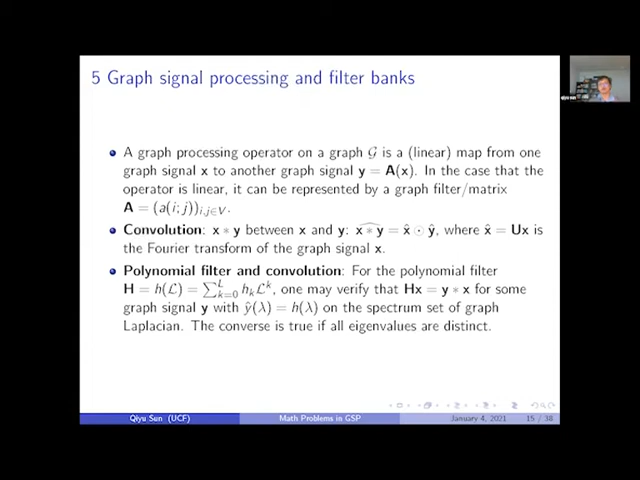 5 Graph signal processing and filter banks
A graph processing operator on a graph 𝒢 is a (linear) map from one
graph signal x to another graph signal y = A(x). In the case that the
operator is linear, it can be represented by a graph filter/matrix
A = (a(i; j))_{i,j∈V}.
Convolution: x ∗ y between x and y: \widehat{x ∗ y} = x̂ ⊙ ŷ, where x̂ = Ux is
the Fourier transform of the graph signal x.
Polynomial filter and convolution: For the polynomial filter
H = h(ℒ) = ∑_{k=0}^{L} h_k ℒ^k, one may verify that Hx = y ∗ x for some
graph signal y with ŷ(λ) = h(λ) on the spectrum set of graph
Laplacian. The converse is true if all eigenvalues are distinct.
Qiyu Sun (UCF) Math Problems in GSP January 4, 2021 15 / 38
qiyu sun